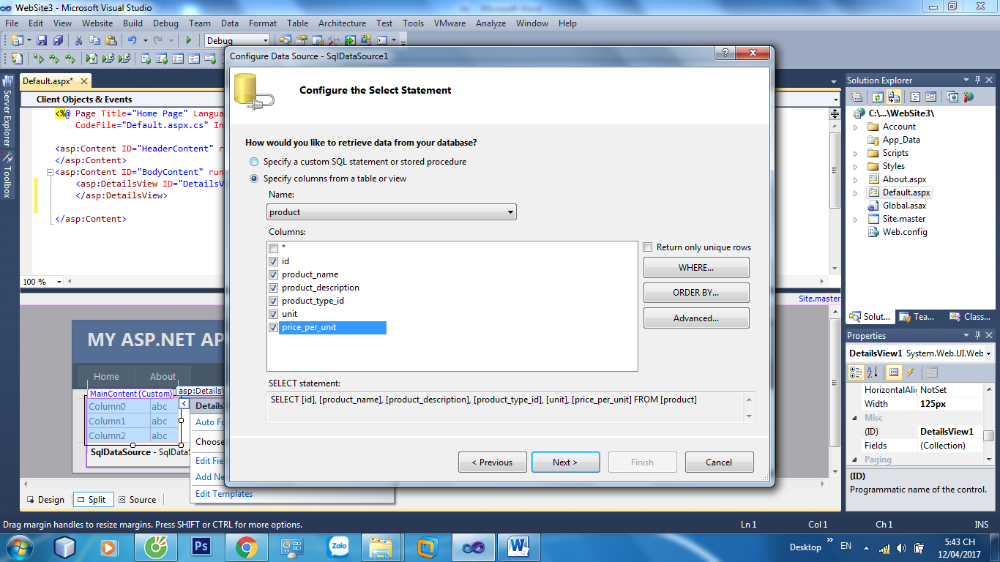 WebSite3 - Microsoft Visual Studio
File Edit View Website Build Debug Team Data Format Table Architecture Test Tools VMware Analyze Window Help
Debug
Configure Data Source - SqlDataSource1
Default.aspx*
Client Objects & Events
<%@ Page Title="Home Page" Langua
CodeFile="Default.aspx.cs" In
<asp:Content ID="HeaderContent" r
</asp:Content>
<asp:Content ID="BodyContent" run
<asp:DetailsView ID="DetailsV
</asp:DetailsView>
</asp:Content>
100 %
Server Explorer
Toolbox
Configure the Select Statement
How would you like to retrieve data from your database?
Specify a custom SQL statement or stored procedure
Specify columns from a table or view
Name:
product
Columns:
*
id
product_name
product_description
product_type_id
unit
price_per_unit
Return only unique rows
WHERE...
ORDER BY...
Advanced...
SELECT statement:
SELECT [id], [product_name], [product_description], [product_type_id], [unit], [price_per_unit] FROM [product]
< Previous
Next >
Finish
Cancel
Site.master
MY ASP.NET AP
Home
About
MainContent (Custom)
asp:DetailsV
Column0 abc
Column1 abc
Column2 abc
SqlDataSource - SqlDataS
Details
Auto Fo
Choose
Edit Fie
Add Ne
Edit Templates
Design
Split
Source
Solution Explorer
C:\...\WebSite3\
Account
App_Data
Scripts
Styles
About.aspx
Default.aspx
Global.asax
Site.master
Web.config
Solut...
Tea...
Class...
Properties
DetailsView1 System.Web.UI.Web
HorizontalAlig NotSet
Width 125px
Misc
(ID) DetailsView1
Fields (Collection)
Paging
(ID)
Programmatic name of the control.
Drag margin handles to resize margins. Press SHIFT or CTRL for more options.
Ln 1 Col 1 Ch 1 INS
Ps
Zalo
W
Desktop
EN
5:43 CH
12/04/2017